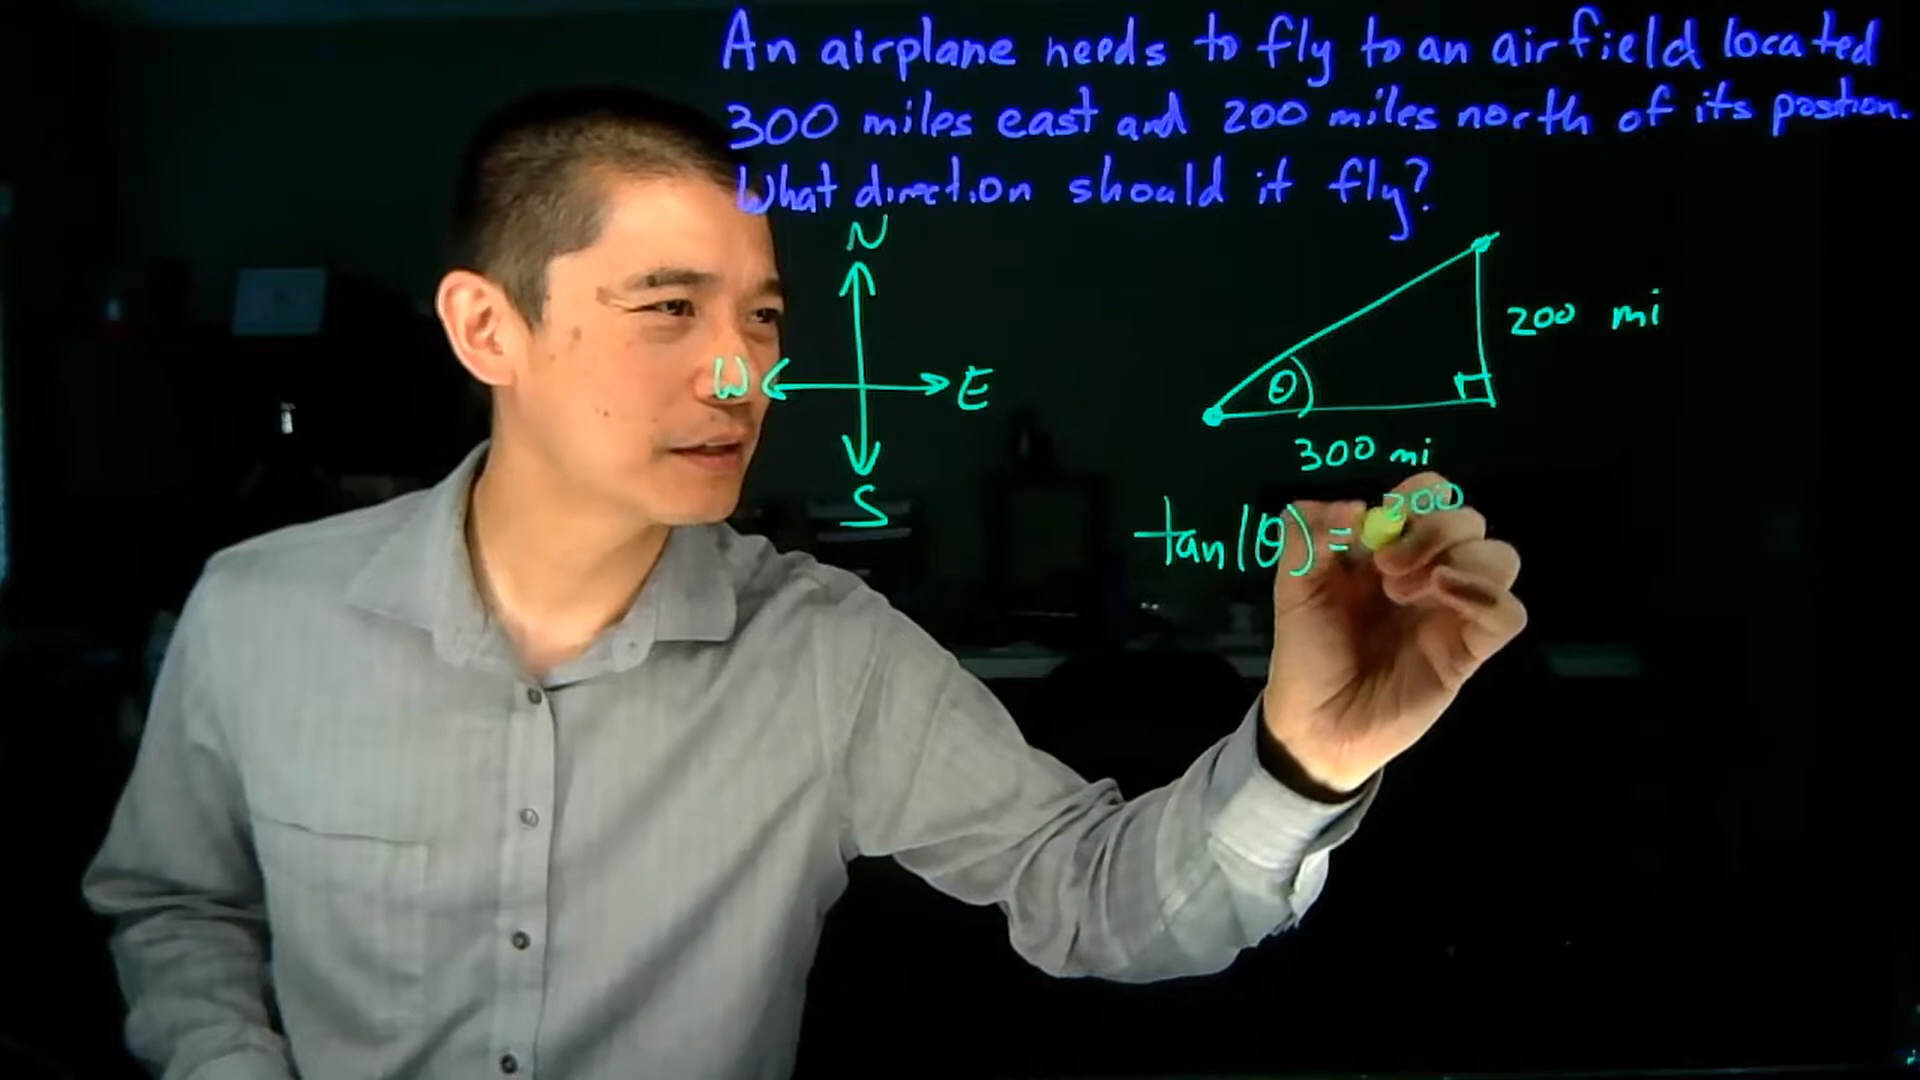 An airplane needs to fly to an airfield located
300 miles east and 200 miles north of its position.
What direction should it fly?
N
W E
S
200 mi
θ
300 mi
tan(θ) = 200